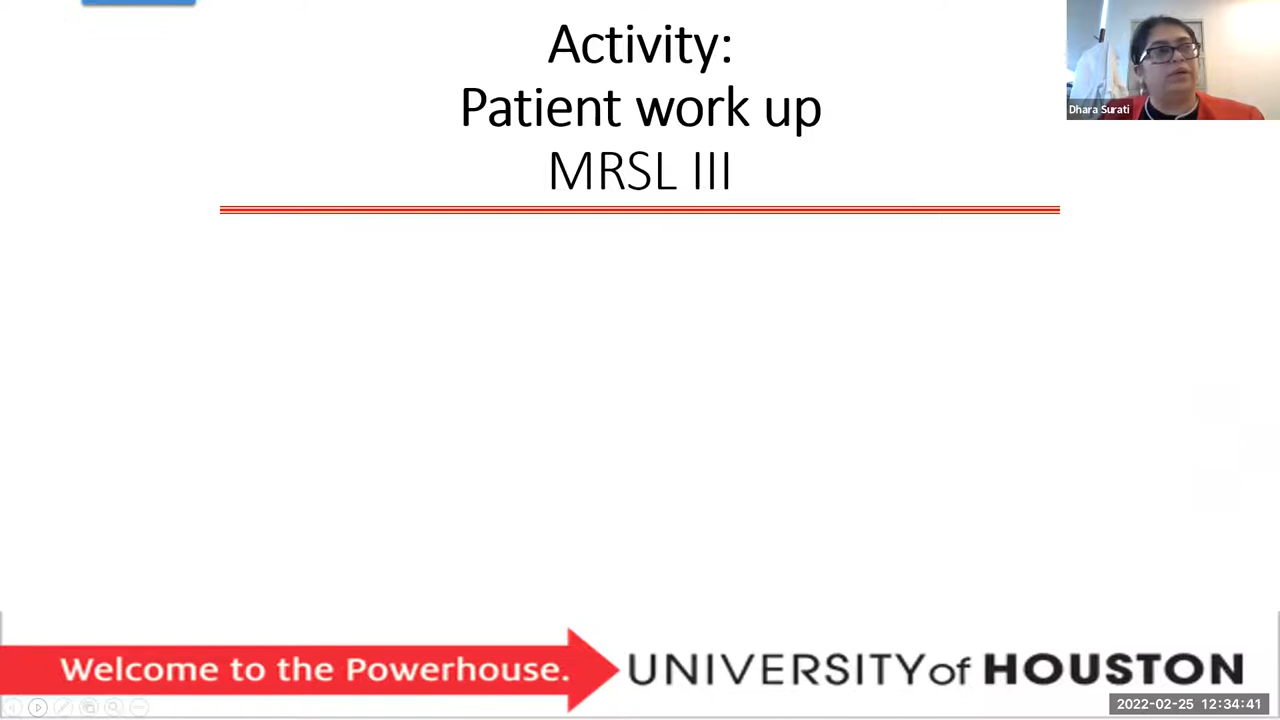 Activity:
Patient work up
MRSL III
Dhara Surati
Welcome to the Powerhouse.
UNIVERSITY of HOUSTON
2022-02-25 12:34:41